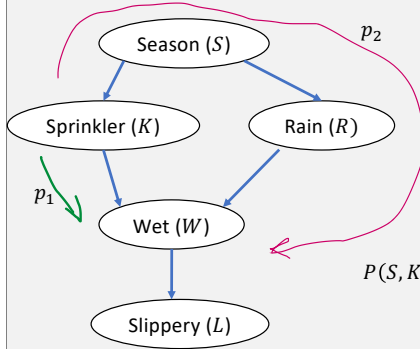 Season (S)
p₂
Sprinkler (K)
Rain (R)
p₁
Wet (W)
P(S, K
Slippery (L)